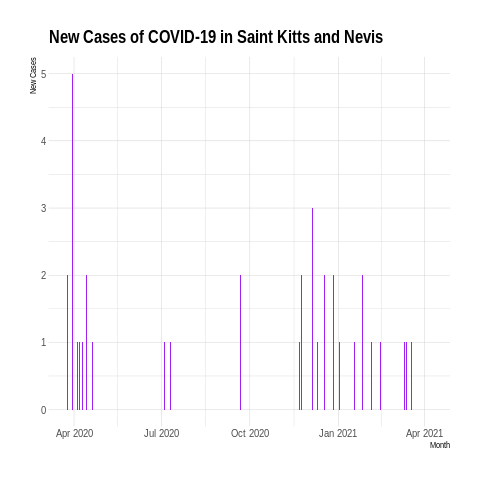 New Cases of COVID-19 in Saint Kitts and Nevis
New Cases
5
4
3
2
1
0
Apr 2020 Jul 2020 Oct 2020 Jan 2021 Apr 2021
Month